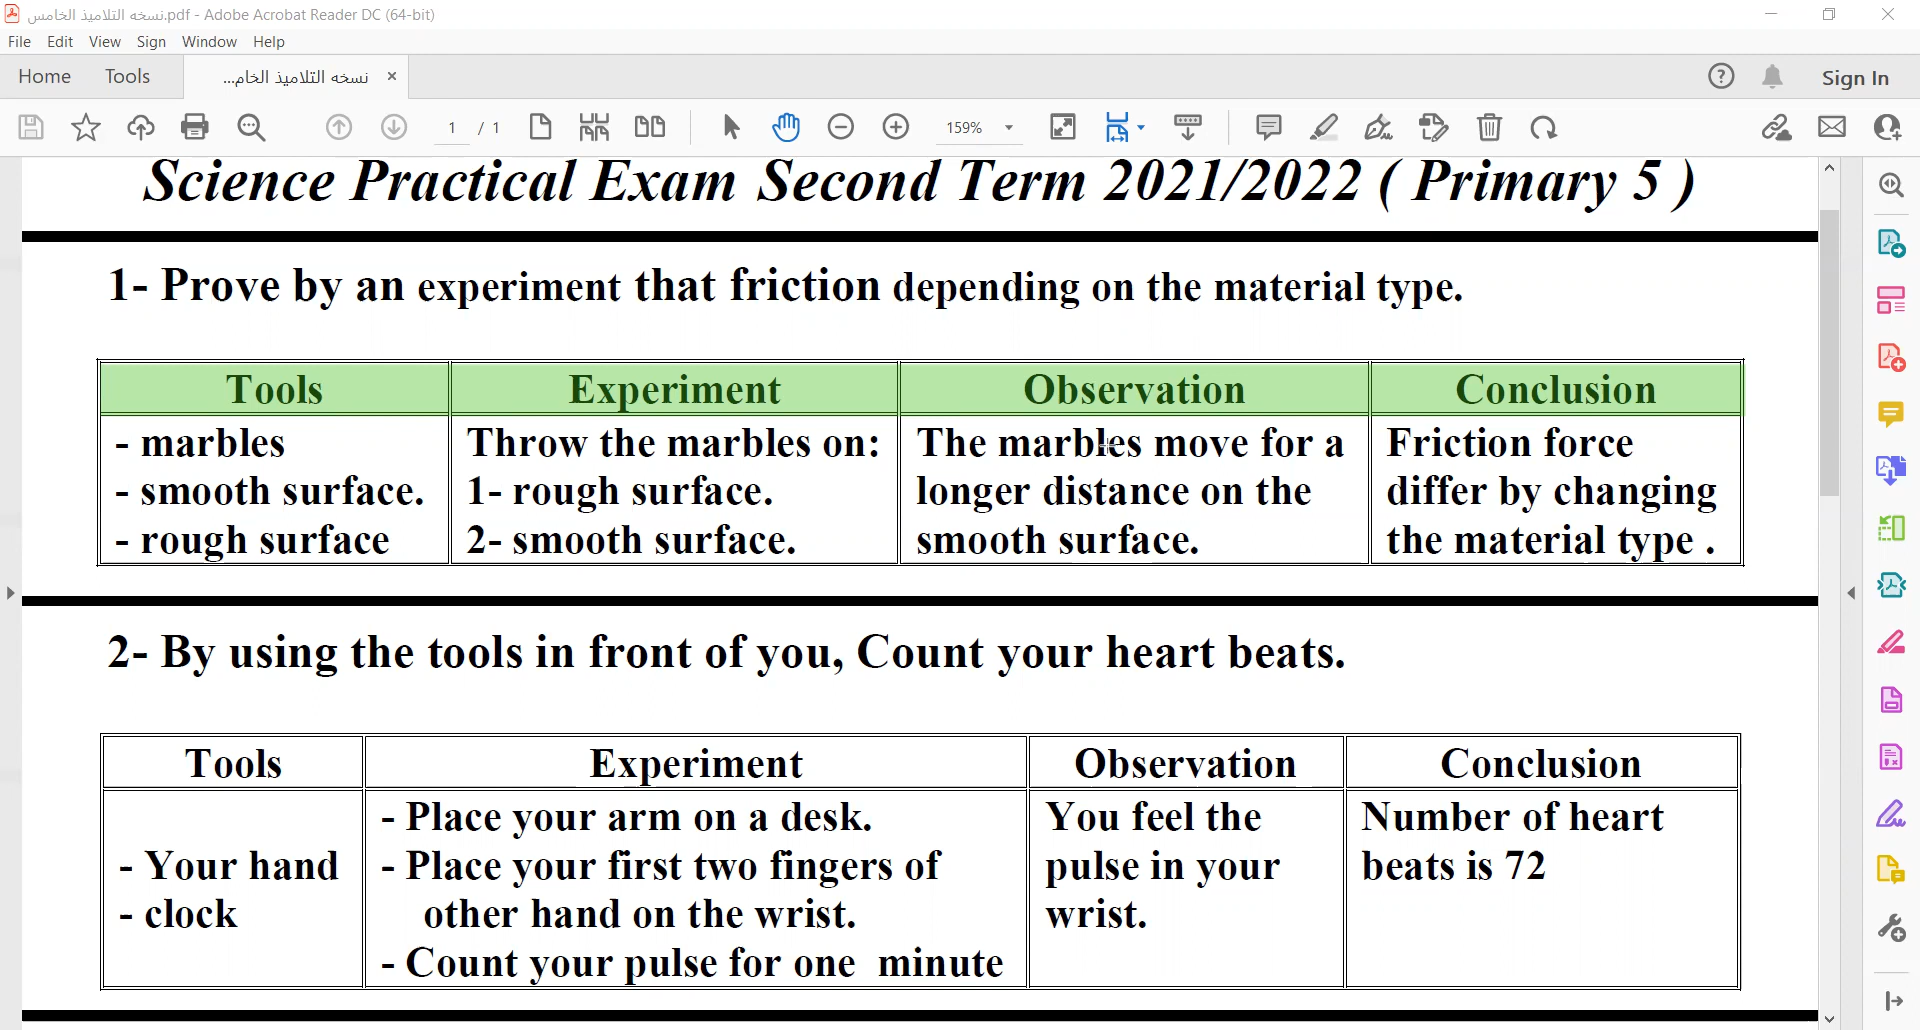 نسخه التلاميذ الخامس.pdf - Adobe Acrobat Reader DC (64-bit)
File Edit View Sign Window Help
Home Tools نسخه التلاميذ الخام... × Sign In
1 / 1 159%
Science Practical Exam Second Term 2021/2022 ( Primary 5 )
1- Prove by an experiment that friction depending on the material type.
Tools Experiment Observation Conclusion
- marbles Throw the marbles on: The marbles move for a Friction force
- smooth surface. 1- rough surface. longer distance on the differ by changing
- rough surface 2- smooth surface. smooth surface. the material type .
2- By using the tools in front of you, Count your heart beats.
Tools Experiment Observation Conclusion
- Place your arm on a desk. You feel the Number of heart
- Your hand - Place your first two fingers of pulse in your beats is 72
- clock other hand on the wrist. wrist.
- Count your pulse for one minute